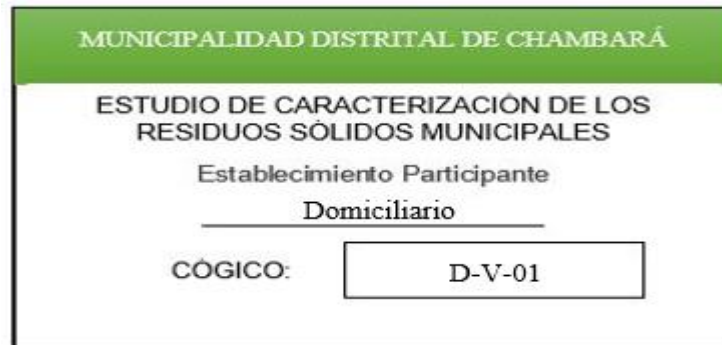 MUNICIPALIDAD DISTRITAL DE CHAMBARÁ
ESTUDIO DE CARACTERIZACIÓN DE LOS
RESIDUOS SÓLIDOS MUNICIPALES
Establecimiento Participante
Domiciliario
CÓGICO: D-V-01